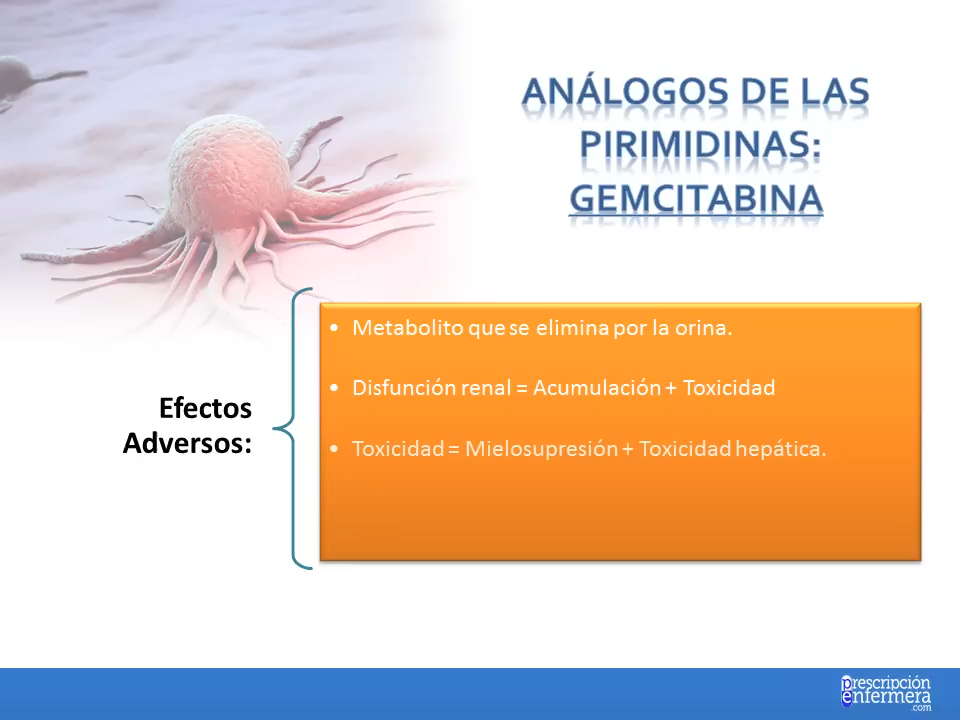 ANÁLOGOS DE LAS
PIRIMIDINAS:
GEMCITABINA
Efectos
Adversos:
• Metabolito que se elimina por la orina.
• Disfunción renal = Acumulación + Toxicidad
• Toxicidad = Mielosupresión + Toxicidad hepática.
prescripción
enfermera
.com